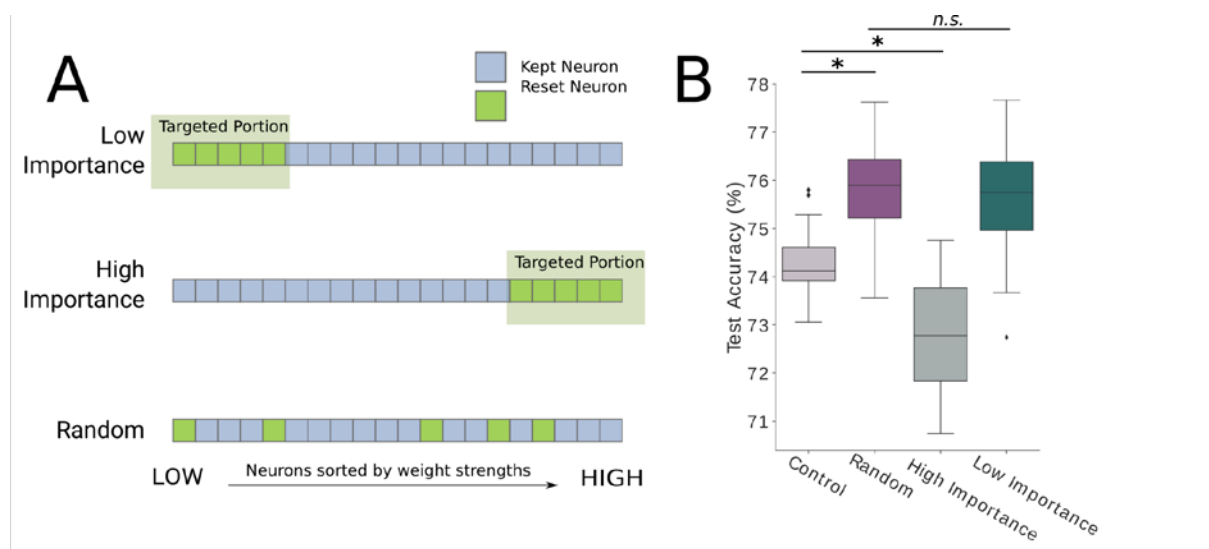 A
Kept Neuron
Reset Neuron
Low
Importance
Targeted Portion
High
Importance
Targeted Portion
Random
LOW
Neurons sorted by weight strengths
HIGH
B
n.s.
*
*
Test Accuracy (%)
78
77
76
75
74
73
72
71
Control
Random
High Importance
Low Importance